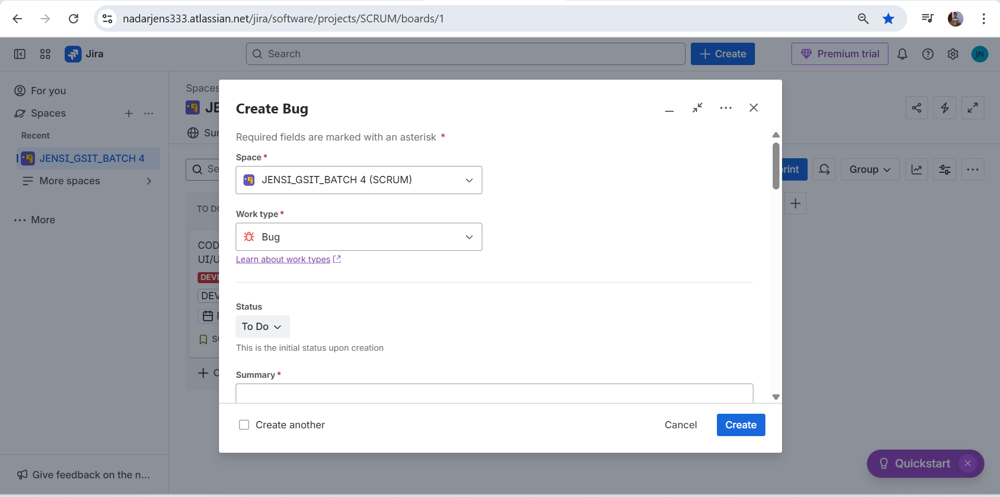 nadarjens333.atlassian.net/jira/software/projects/SCRUM/boards/1
Jira
Search
Create
Premium trial
JN
For you
Spaces
Recent
JENSI_GSIT_BATCH 4
More spaces
More
Give feedback on the n...
Spaces
JE
Sur
Se
rint
Group
TO DO
COD
UI/U
DEVE
DEV
Create Bug
Required fields are marked with an asterisk *
Space *
JENSI_GSIT_BATCH 4 (SCRUM)
Work type *
Bug
Learn about work types
Status
To Do
This is the initial status upon creation
Summary *
Create another
Cancel
Create
Quickstart